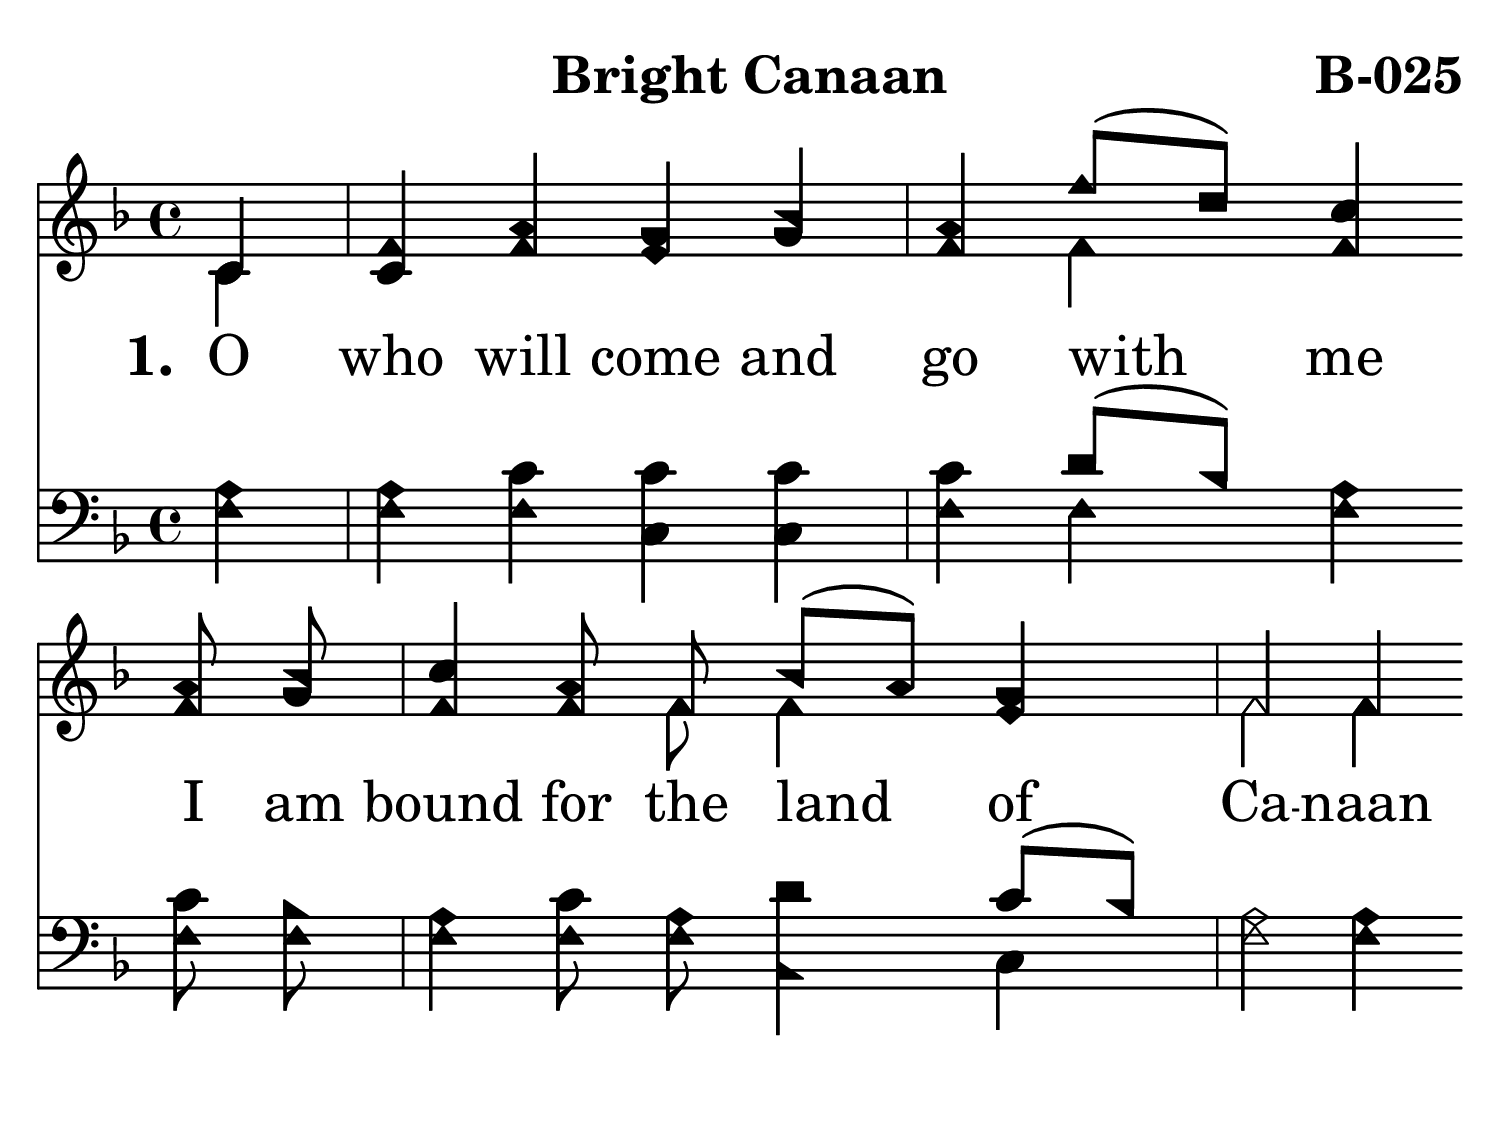 Bright Canaan B-025
1. O who will come and go with me
I am bound for the land of Ca-naan